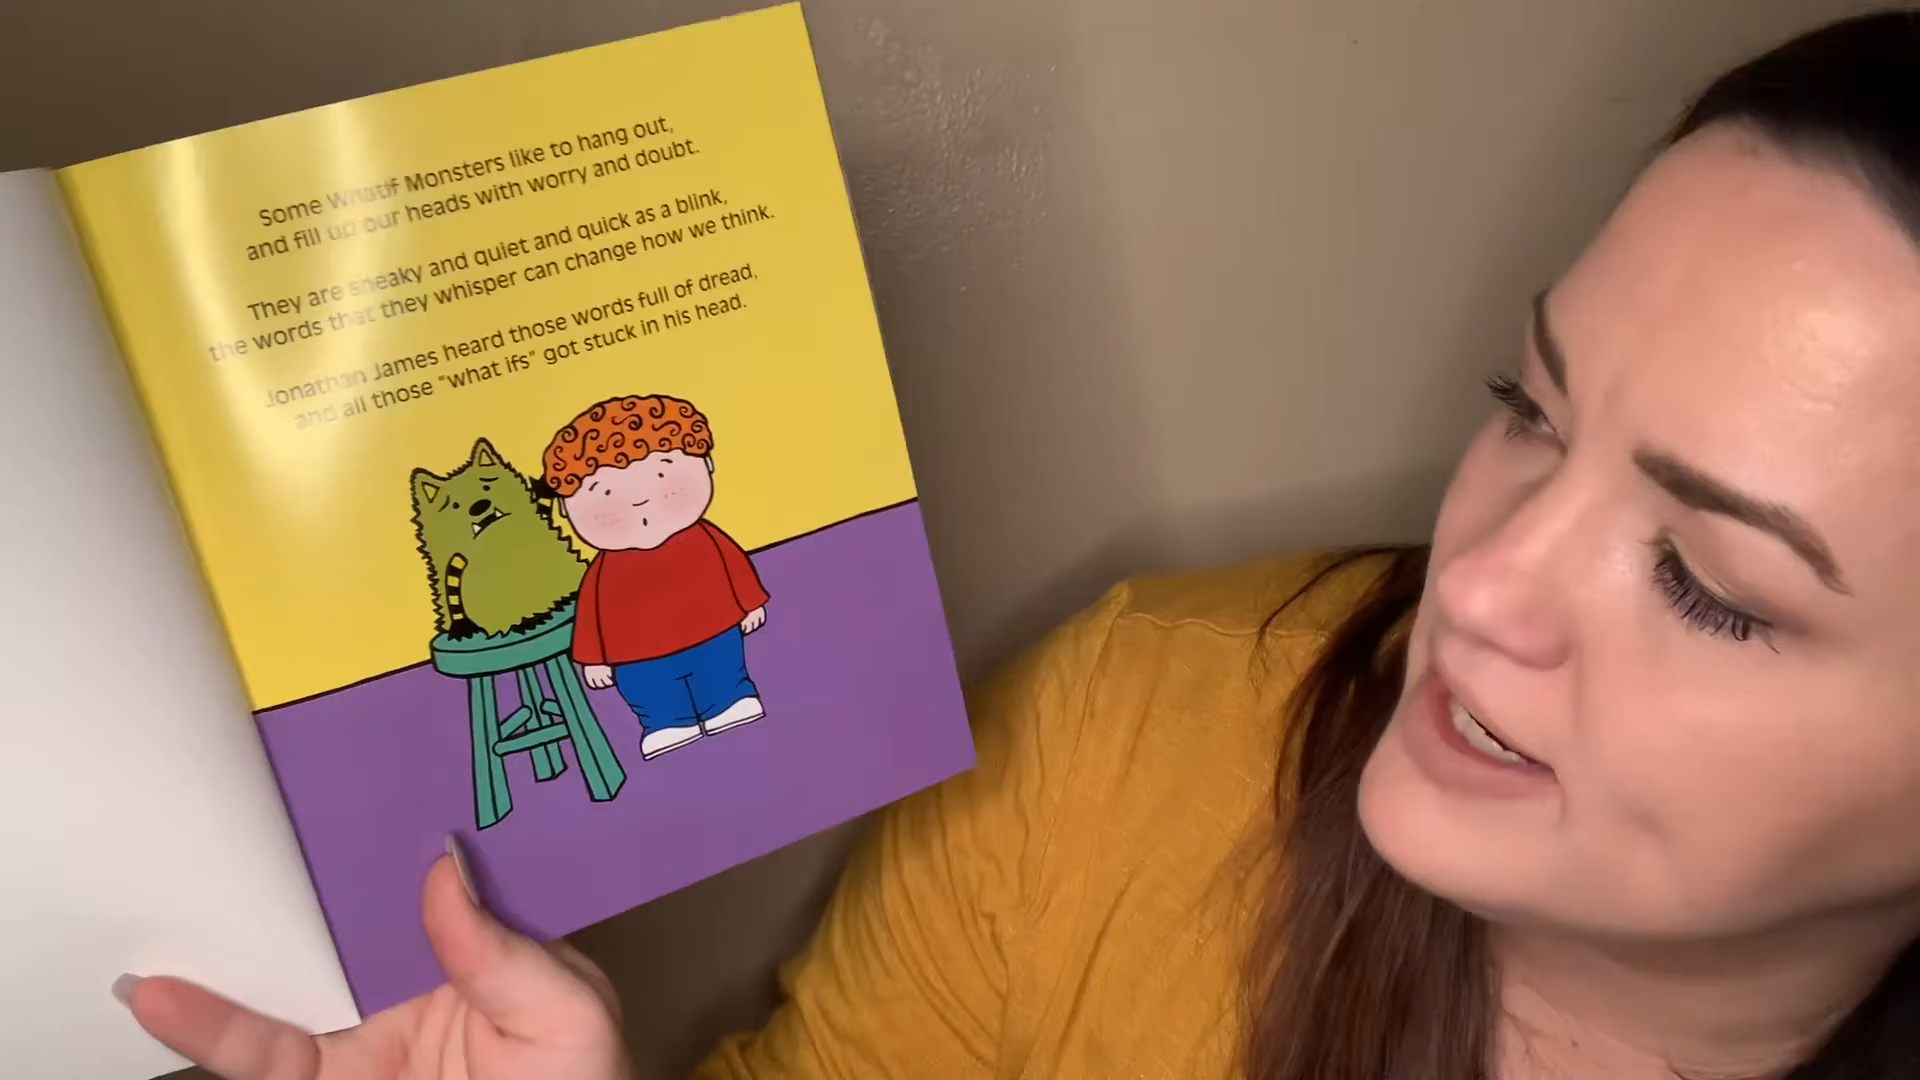 Some Whatif Monsters like to hang out,
and fill up our heads with worry and doubt.
They are sneaky and quiet and quick as a blink,
the words that they whisper can change how we think.
Jonathan James heard those words full of dread,
and all those “what ifs” got stuck in his head.